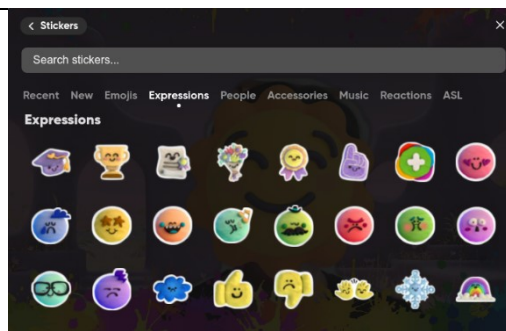 Stickers
Search stickers...
Recent New Emojis Expressions People Accessories Music Reactions ASL
Expressions